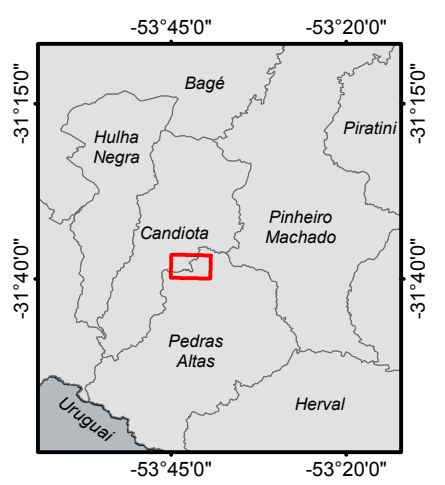 -53°45'0"
-53°20'0"
-31°15'0"
-31°15'0"
Bagé
Piratini
Hulha
Negra
Pinheiro
Machado
Candiota
-31°40'0"
-31°40'0"
Pedras
Altas
Uruguai
Herval
-53°45'0"
-53°20'0"